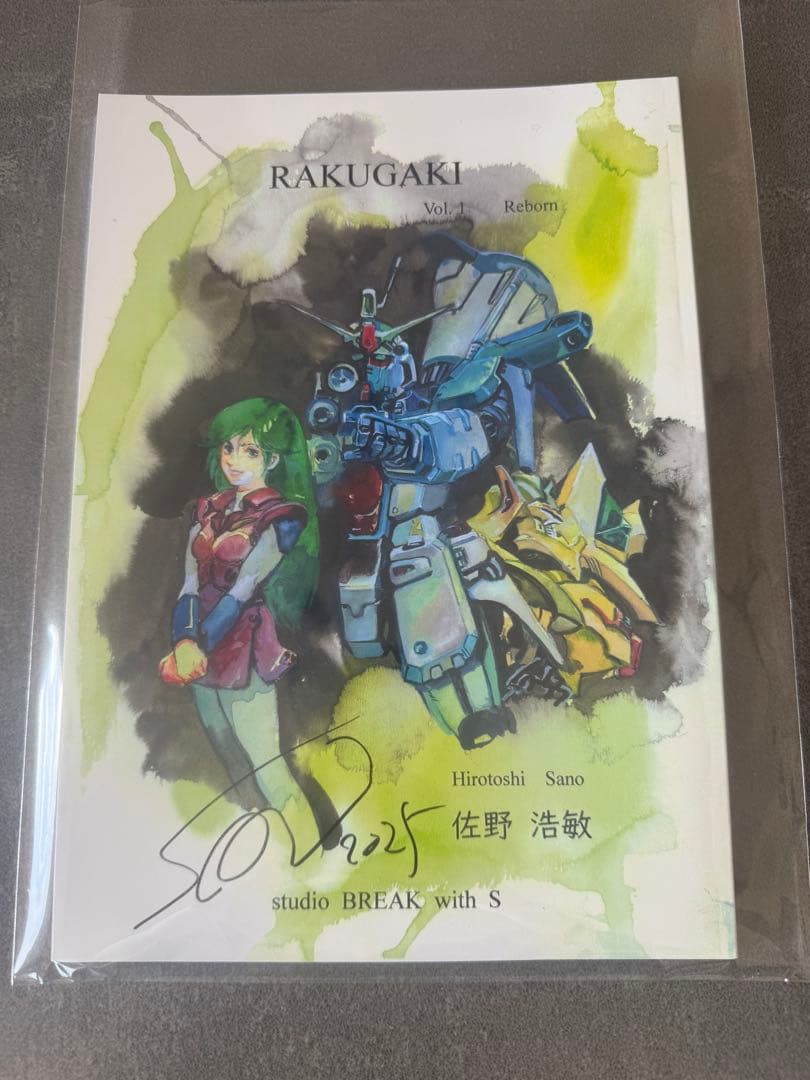 RAKUGAKI
Vol. 1 Reborn
Hirotoshi Sano
佐野 浩敏
2025
studio BREAK with S